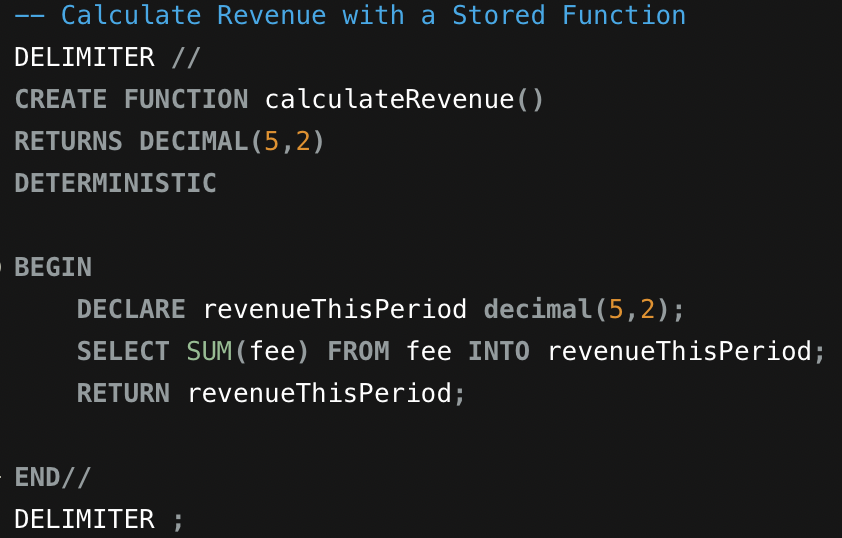 -- Calculate Revenue with a Stored Function
DELIMITER //
CREATE FUNCTION calculateRevenue()
RETURNS DECIMAL(5,2)
DETERMINISTIC
BEGIN
DECLARE revenueThisPeriod decimal(5,2);
SELECT SUM(fee) FROM fee INTO revenueThisPeriod;
RETURN revenueThisPeriod;
END//
DELIMITER ;